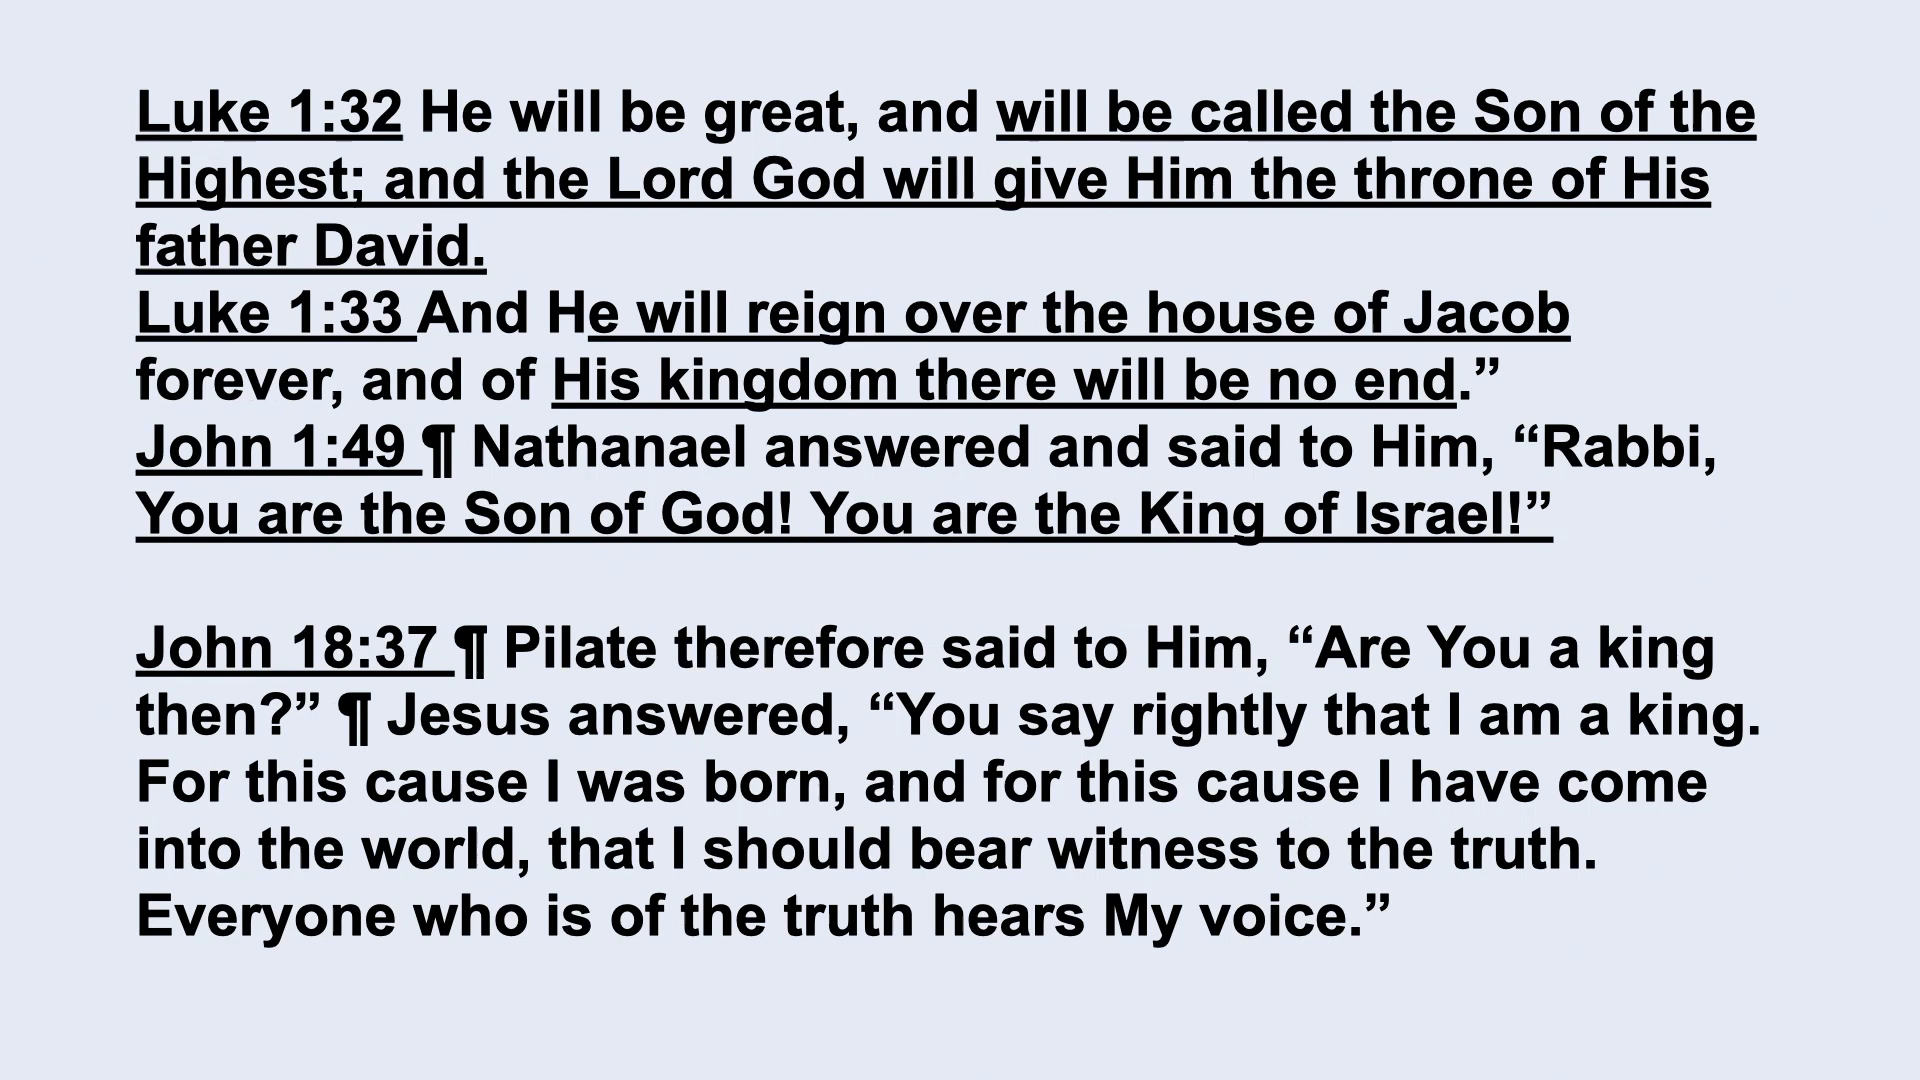 Luke 1:32 He will be great, and will be called the Son of the
Highest; and the Lord God will give Him the throne of His
father David.
Luke 1:33 And He will reign over the house of Jacob
forever, and of His kingdom there will be no end.”
John 1:49 ¶ Nathanael answered and said to Him, “Rabbi,
You are the Son of God! You are the King of Israel!”
John 18:37 ¶ Pilate therefore said to Him, “Are You a king
then?” ¶ Jesus answered, “You say rightly that I am a king.
For this cause I was born, and for this cause I have come
into the world, that I should bear witness to the truth.
Everyone who is of the truth hears My voice.”